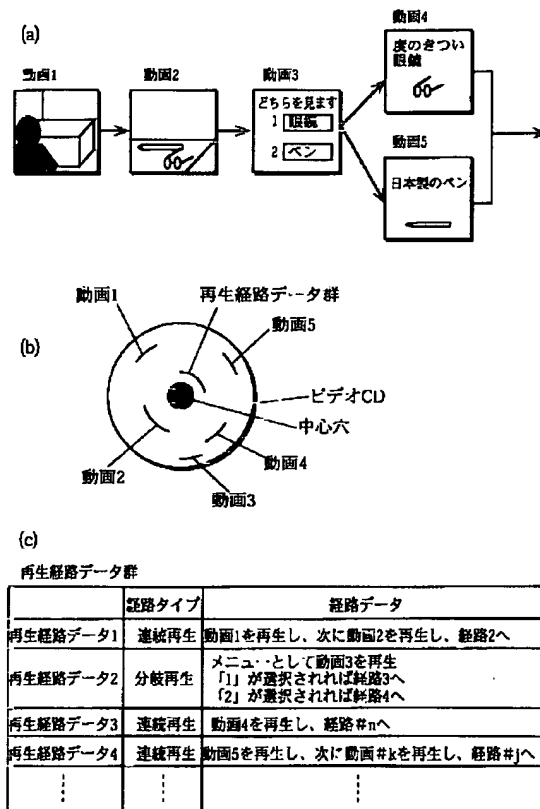 (a)
動画1
動画2
動画3
どちらを見ます
1 眼鏡
2 ペン
動画4
度のきつい
眼鏡
動画5
日本製のペン
(b)
動画1
再生経路データ群
動画5
ビデオCD
中心穴
動画4
動画3
動画2
(c)
再生経路データ群
経路タイプ 経路データ
再生経路データ1 連続再生 動画1を再生し、次に動画2を再生し、経路2へ
再生経路データ2 分岐再生 メニューとして動画3を再生
「1」が選択されれば経路3へ
「2」が選択されれば経路4へ
再生経路データ3 連続再生 動画4を再生し、経路#nへ
再生経路データ4 連続再生 動画5を再生し、次に動画#kを再生し、経路#jへ